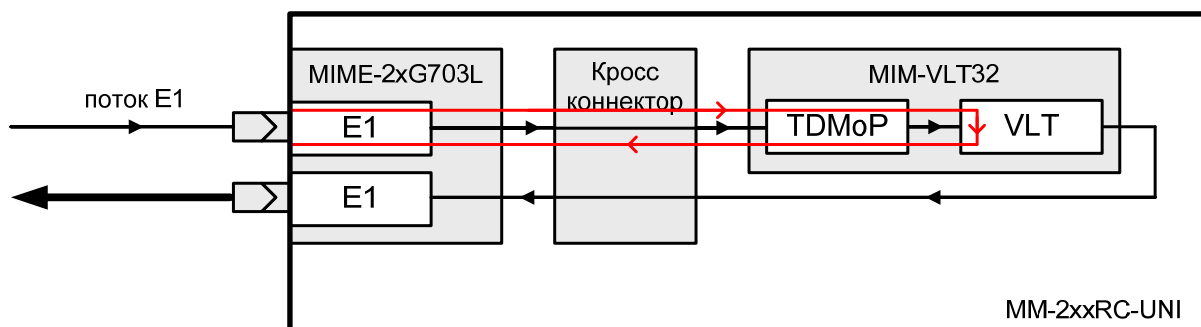 MIME-2xG703L
Кросс
коннектор
MIM-VLT32
поток E1
E1
TDMoP
VLT
E1
MM-2xxRC-UNI